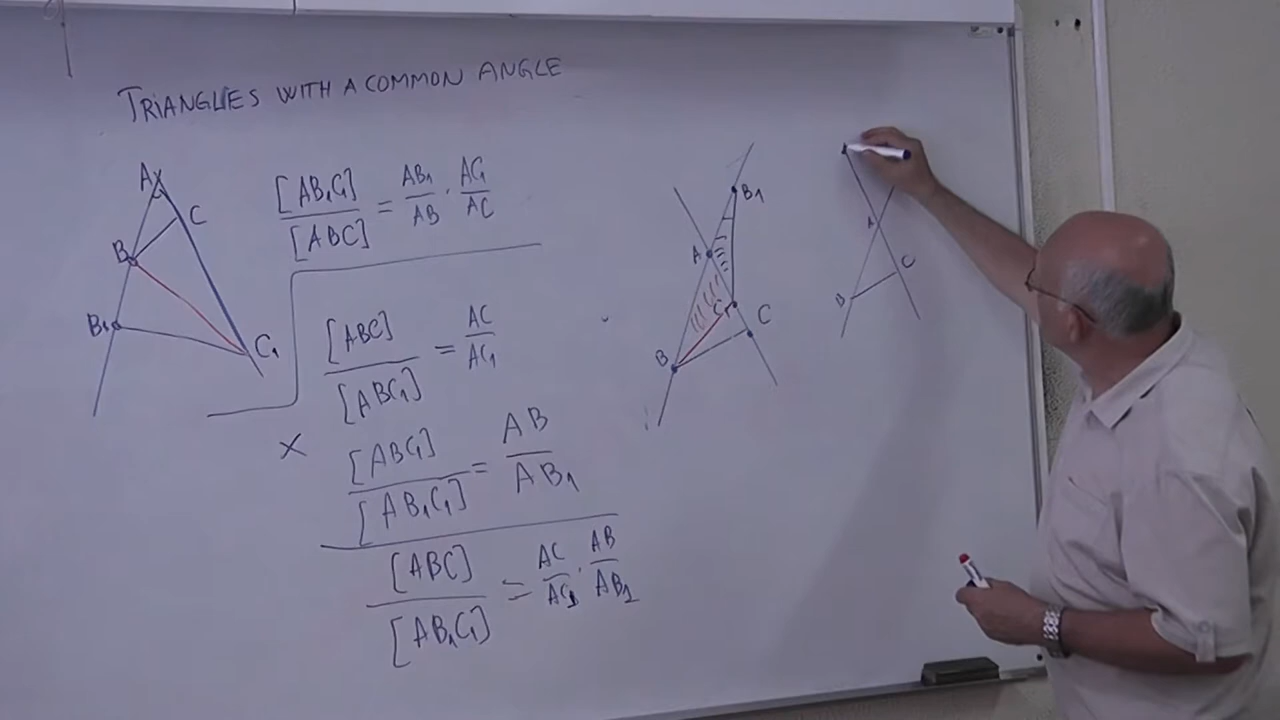 TRIANGLES WITH A COMMON ANGLE
A
C
B
B₁
C₁
[AB₁C₁] / [ABC] = AB₁ / AB · AC₁ / AC
[ABC] / [ABC₁] = AC / AC₁
×
[ABC₁] / [AB₁C₁] = AB / AB₁
[ABC] / [AB₁C₁] = AC / AC₁ · AB / AB₁
B₁
A
C₁
C
B
A
C
B